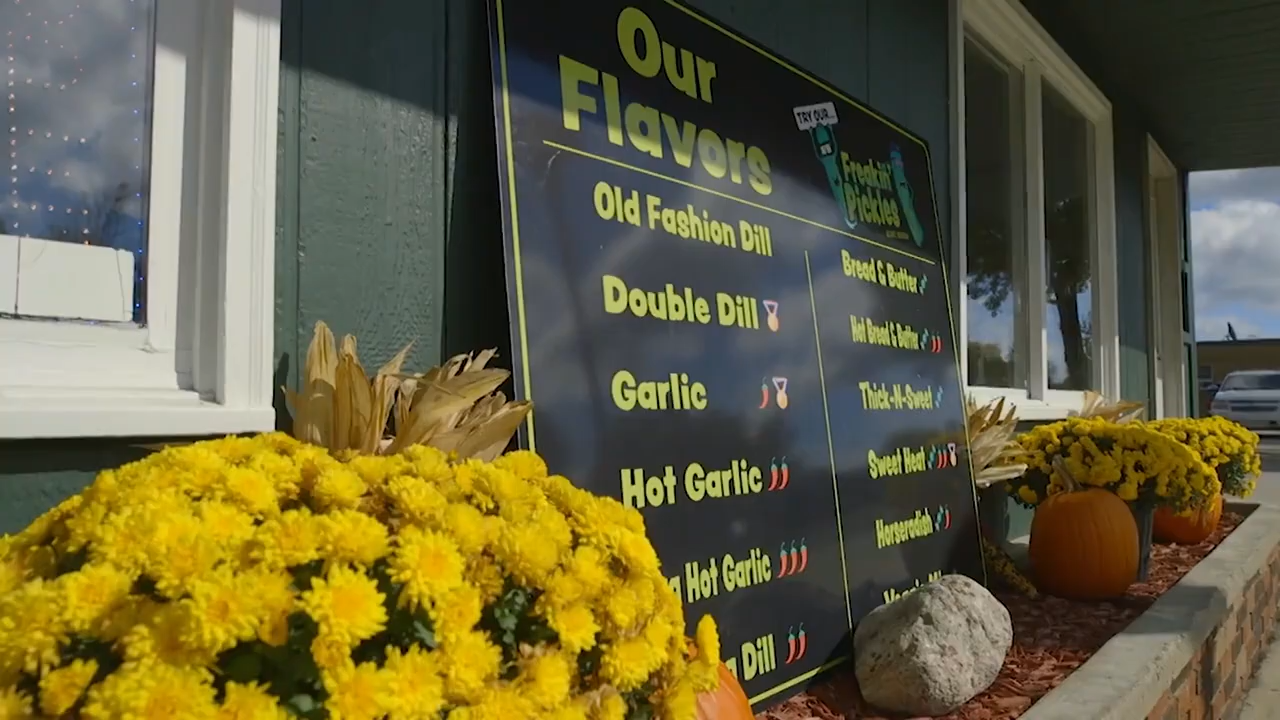 Our
Flavors
TRY OUR...
Freakin'
Pickles
Old Fashion Dill
Double Dill
Garlic
Hot Garlic
Hot Garlic
Dill
Bread & Butter
Hot Bread & Butter
Thick-N-Sweet
Sweet Heat
Horseradish